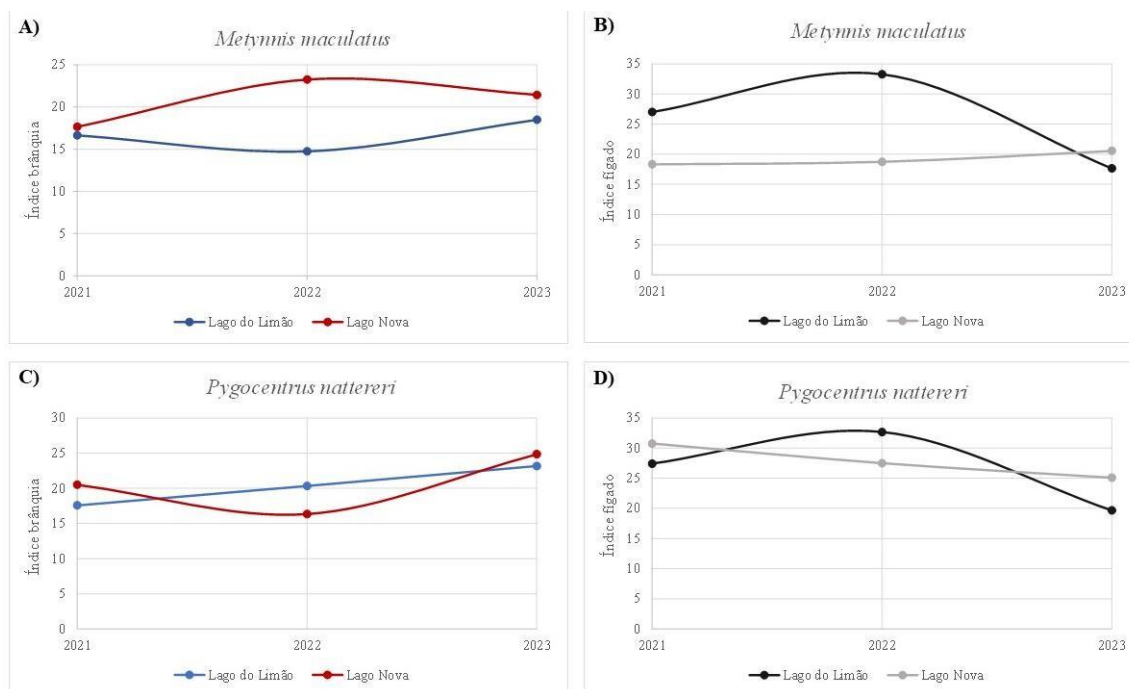 A)
Metynnis maculatus
Índice brânquia
25
20
15
10
5
0
2021 2022 2023
Lago do Limão Lago Nova
B)
Metynnis maculatus
Índice fígado
35
30
25
20
15
10
5
0
2021 2022 2023
Lago do Limão Lago Nova
C)
Pygocentrus nattereri
Índice brânquia
30
25
20
15
10
5
0
2021 2022 2023
Lago do Limão Lago Nova
D)
Pygocentrus nattereri
Índice fígado
35
30
25
20
15
10
5
0
2021 2022 2023
Lago do Limão Lago Nova